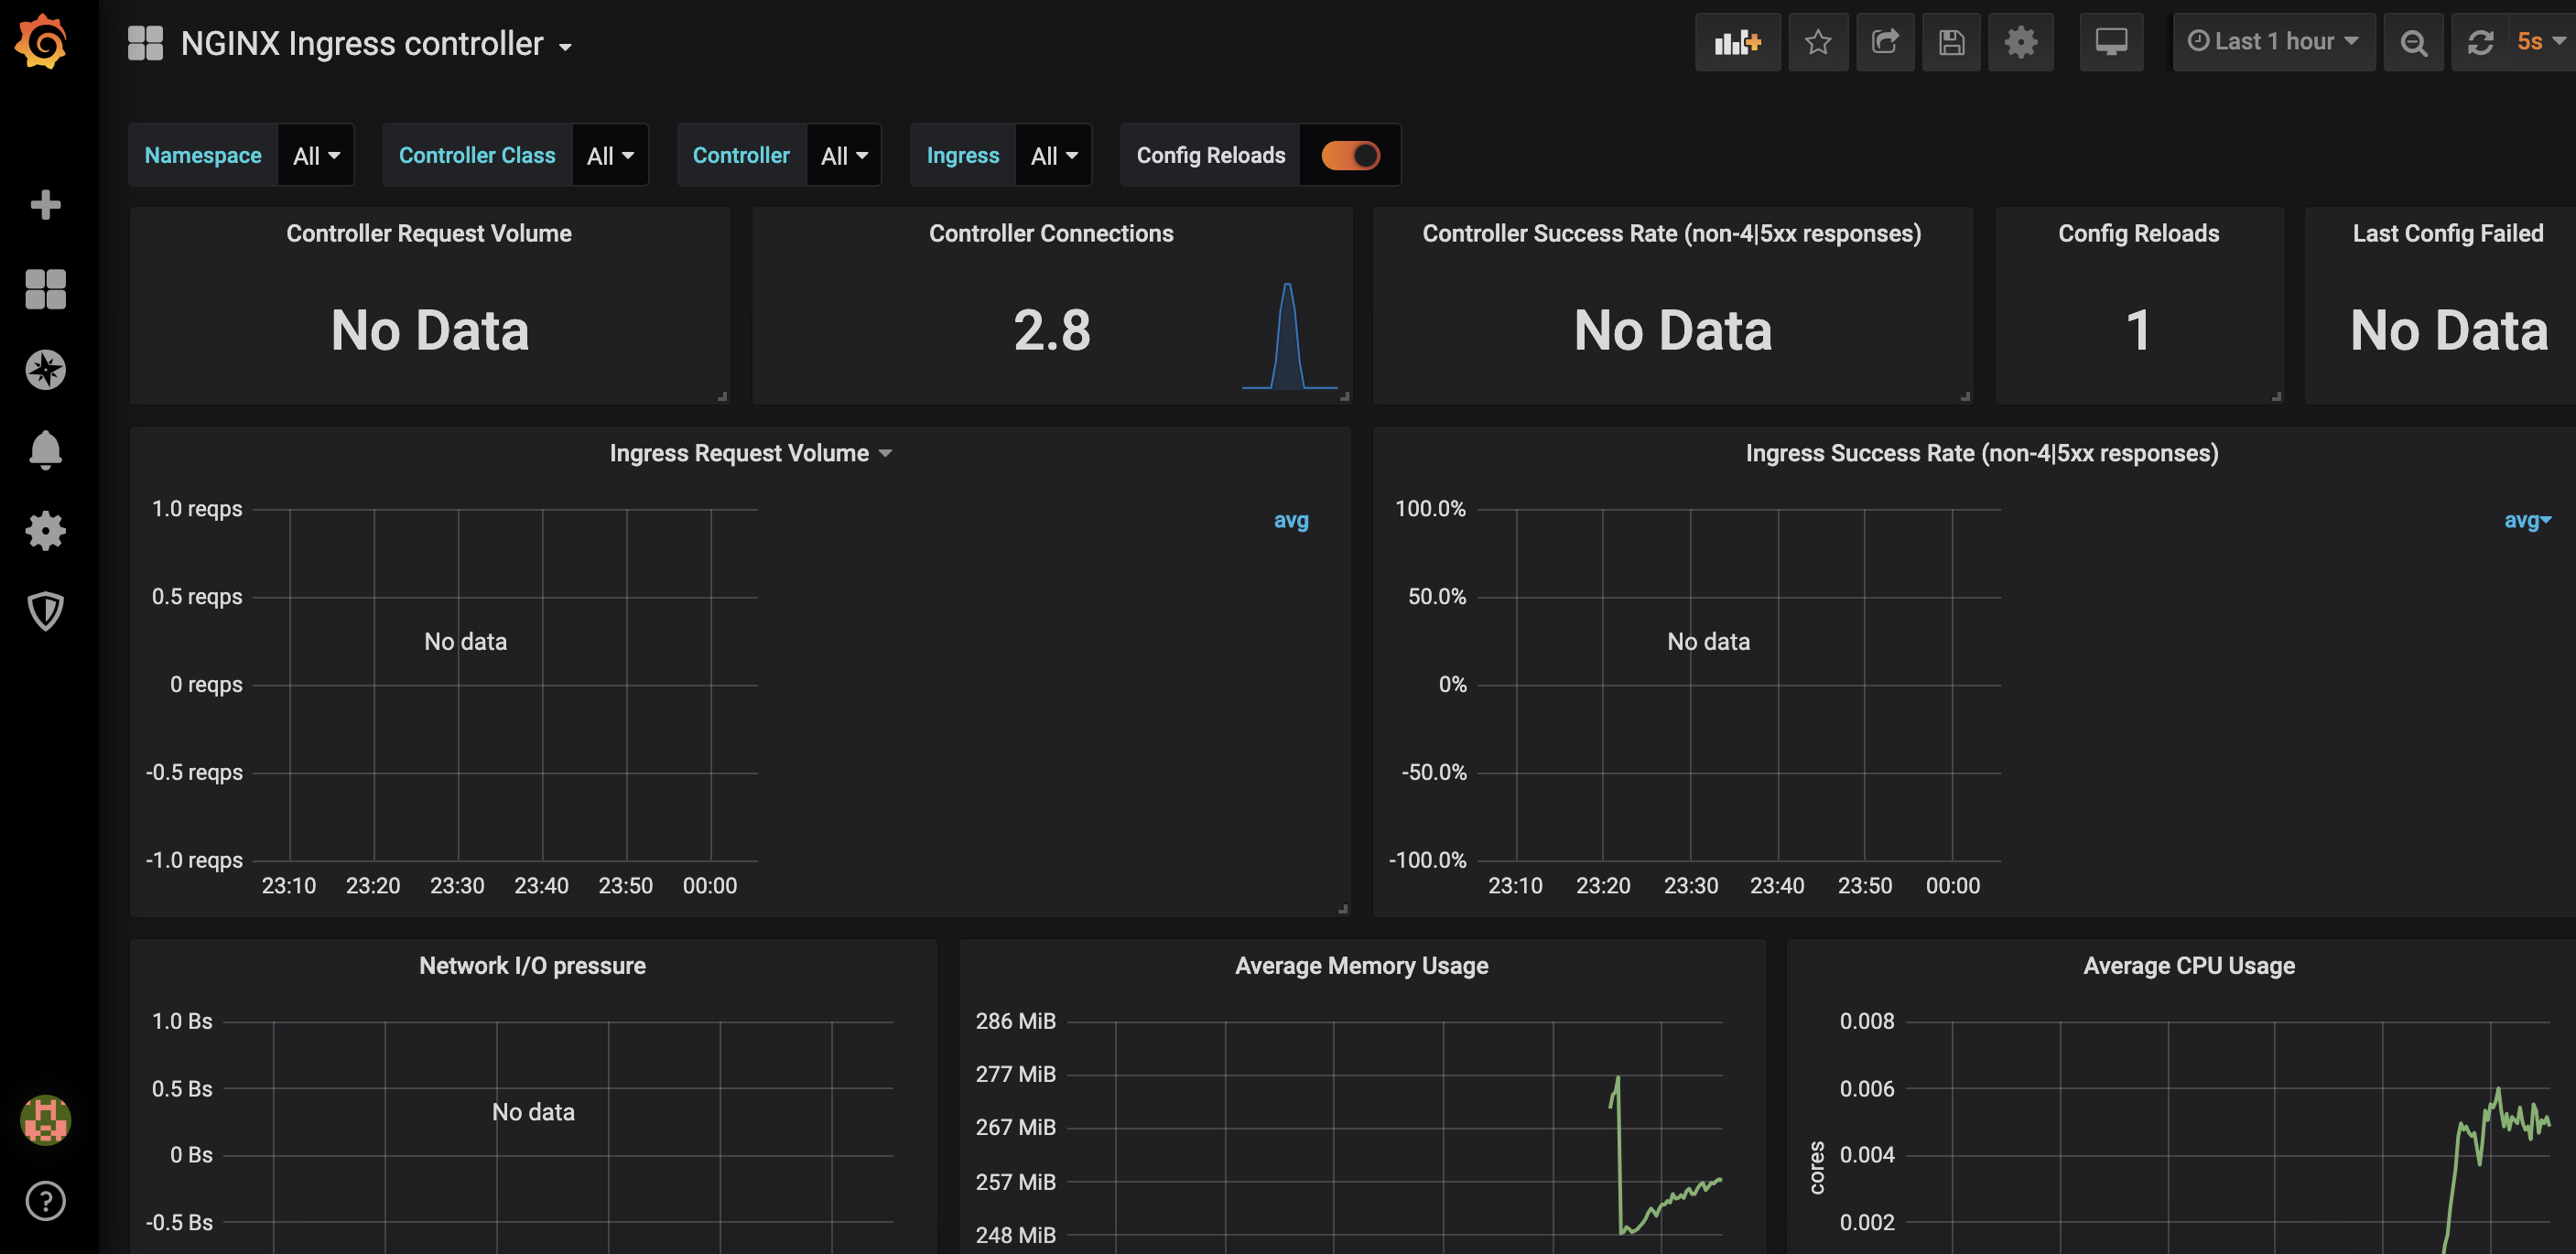 NGINX Ingress controller
Last 1 hour
5s
Namespace All
Controller Class All
Controller All
Ingress All
Config Reloads
Controller Request Volume
No Data
Controller Connections
2.8
Controller Success Rate (non-4|5xx responses)
No Data
Config Reloads
1
Last Config Failed
No Data
Ingress Request Volume
1.0 reqps
0.5 reqps
0 reqps
-0.5 reqps
-1.0 reqps
No data
23:10 23:20 23:30 23:40 23:50 00:00
avg
Ingress Success Rate (non-4|5xx responses)
100.0%
50.0%
0%
-50.0%
-100.0%
No data
23:10 23:20 23:30 23:40 23:50 00:00
avg
Network I/O pressure
1.0 Bs
0.5 Bs
0 Bs
-0.5 Bs
No data
Average Memory Usage
286 MiB
277 MiB
267 MiB
257 MiB
248 MiB
Average CPU Usage
cores
0.008
0.006
0.004
0.002
?